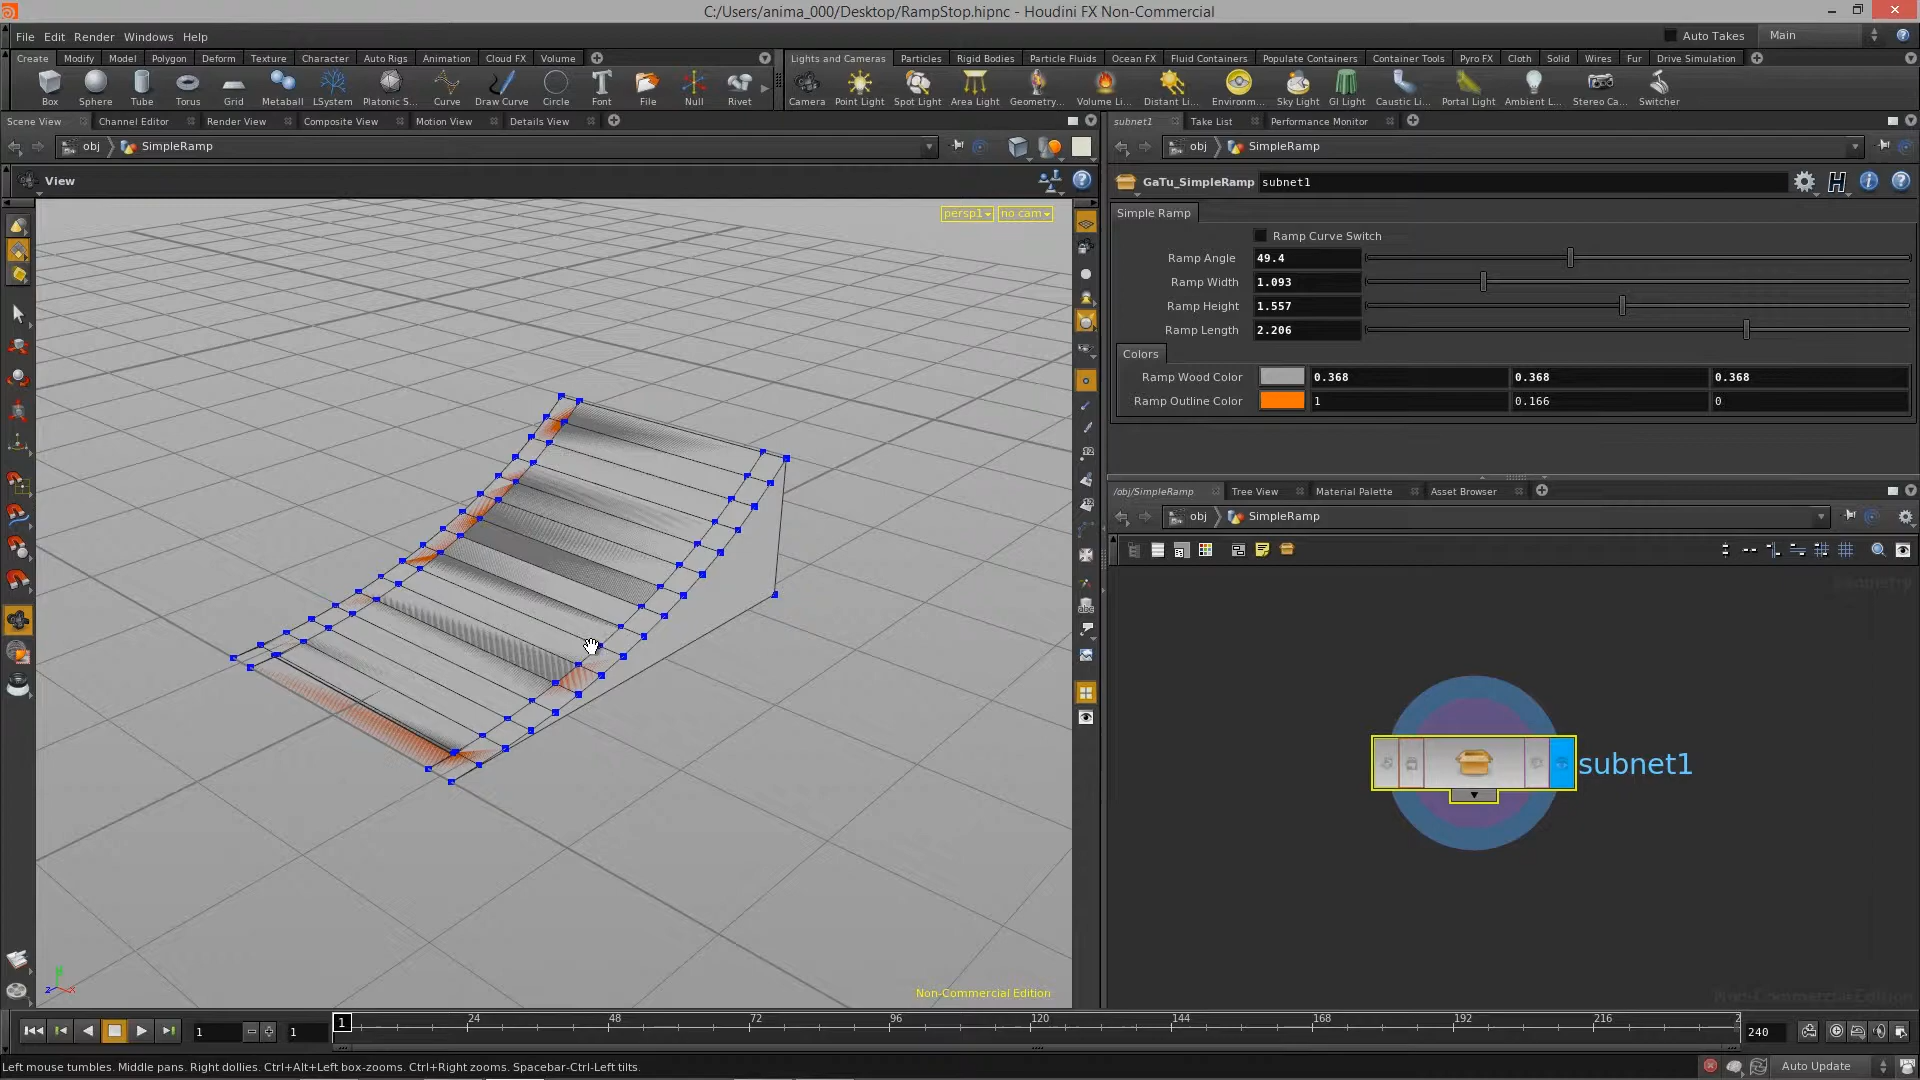 C:/Users/anima_000/Desktop/RampStop.hipnc - Houdini FX Non-Commercial
File Edit Render Windows Help
Auto Takes Main
Create Modify Model Polygon Deform Texture Character Auto Rigs Animation Cloud FX Volume
Lights and Cameras Particles Rigid Bodies Particle Fluids Ocean FX Fluid Containers Populate Containers Container Tools Pyro FX Cloth Solid Wires Fur Drive Simulation
Box Sphere Tube Torus Grid Metaball LSystem Platonic S... Curve Draw Curve Circle Font File Null Rivet
Camera Point Light Spot Light Area Light Geometry... Volume Li... Distant Li... Environm... Sky Light GI Light Caustic Li... Portal Light Ambient L... Stereo Ca... Switcher
Scene View Channel Editor Render View Composite View Motion View Details View
subnet1 Take List Performance Monitor
obj SimpleRamp
obj SimpleRamp
View
GaTu_SimpleRamp subnet1
persp1 no cam
Simple Ramp
Ramp Curve Switch
Ramp Angle 49.4
Ramp Width 1.093
Ramp Height 1.557
Ramp Length 2.206
Colors
Ramp Wood Color 0.368 0.368 0.368
Ramp Outline Color 1 0.166 0
/obj/SimpleRamp Tree View Material Palette Asset Browser
obj SimpleRamp
subnet1
Non-Commercial Edition
1 1 1 24 48 72 96 120 144 168 192 216 2 240
Left mouse tumbles. Middle pans. Right dollies. Ctrl+Alt+Left box-zooms. Ctrl+Right zooms. Spacebar-Ctrl-Left tilts.
Auto Update